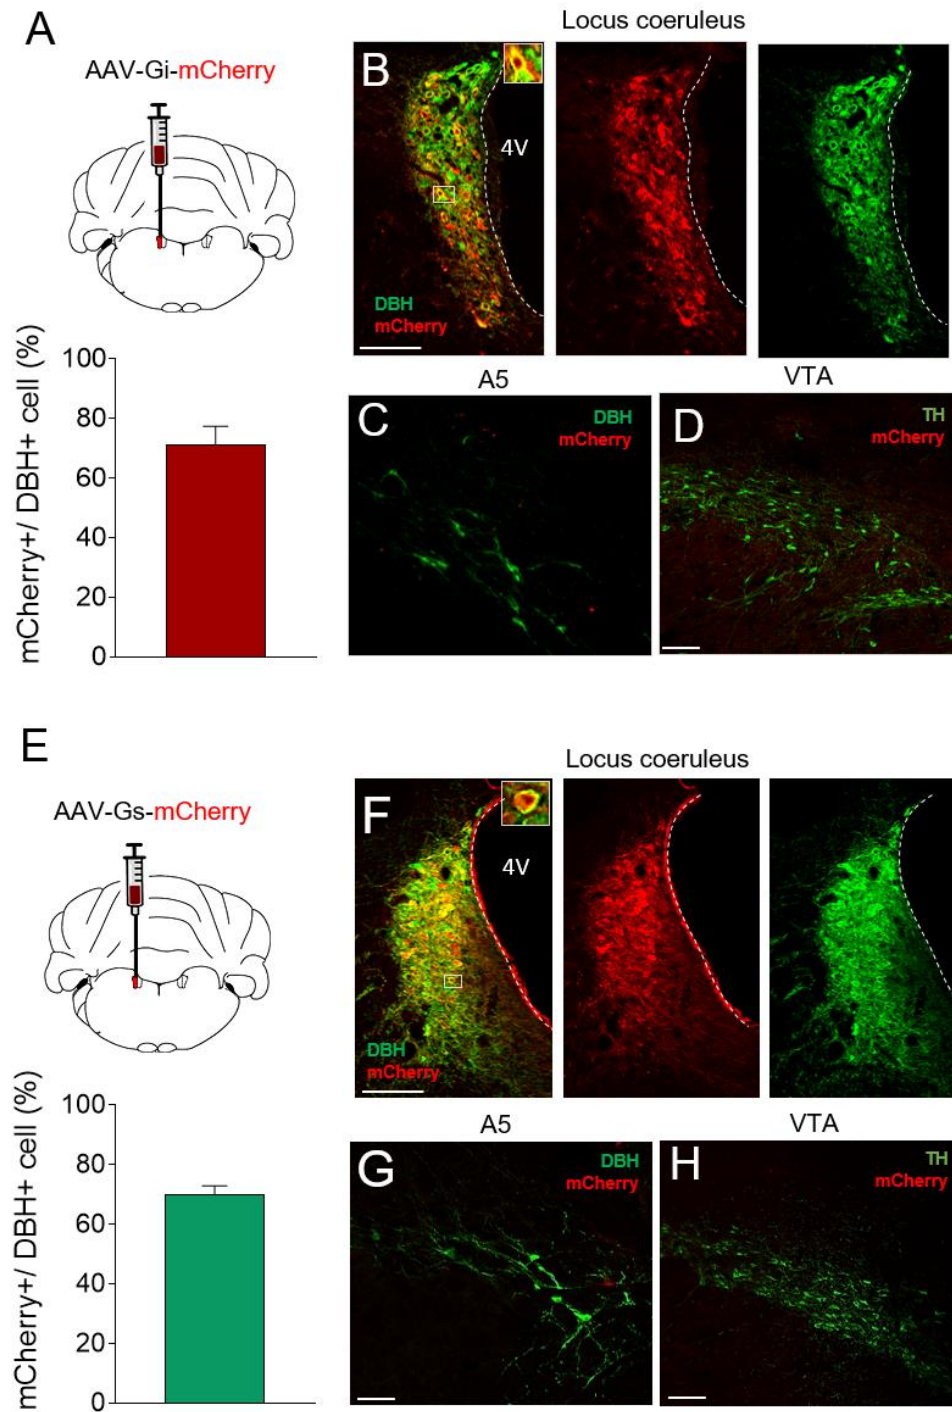 A
AAV-Gi-mCherry
mCherry+/ DBH+ cell (%)
100
80
60
40
20
0
Locus coeruleus
B
4V
DBH
mCherry
A5
C
DBH
mCherry
VTA
D
TH
mCherry
E
AAV-Gs-mCherry
mCherry+/ DBH+ cell (%)
100
80
60
40
20
0
Locus coeruleus
F
4V
DBH
mCherry
A5
G
DBH
mCherry
VTA
H
TH
mCherry